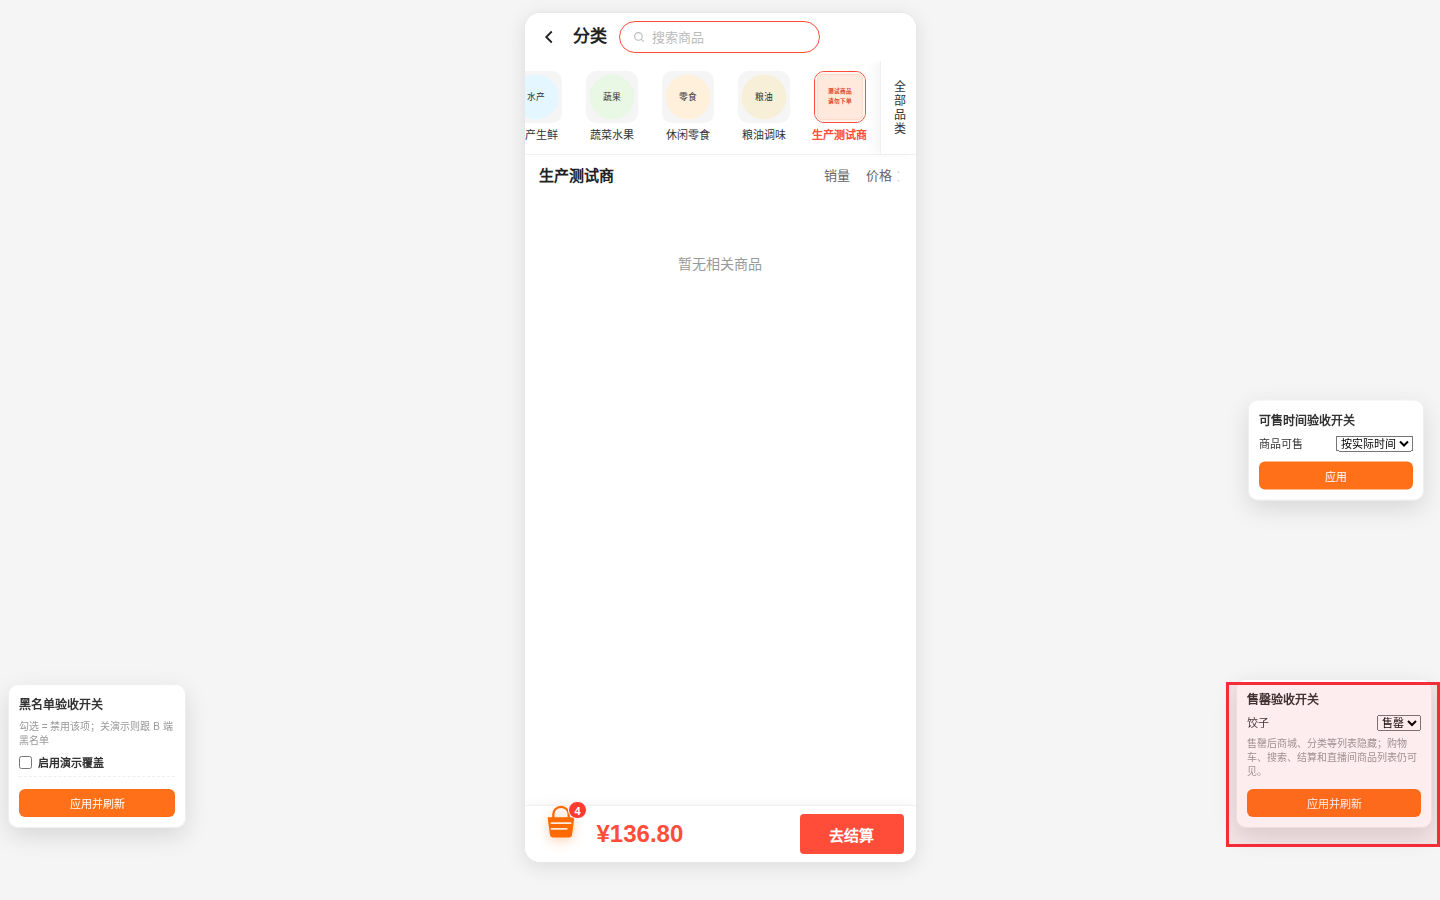 分类
搜索商品
水产
蔬果
零食
粮油
测试商品
请勿下单
产生鲜
蔬菜水果
休闲零食
粮油调味
生产测试商
全部品类
生产测试商
销量
价格
暂无相关商品
可售时间验收开关
商品可售
按实际时间
应用
黑名单验收开关
勾选 = 禁用该项；关演示则跟 B 端
黑名单
启用演示覆盖
应用并刷新
售罄验收开关
饺子
售罄
售罄后商城、分类等列表隐藏；购物
车、搜索、结算和直播间商品列表仍可
见。
应用并刷新
4
¥136.80
去结算